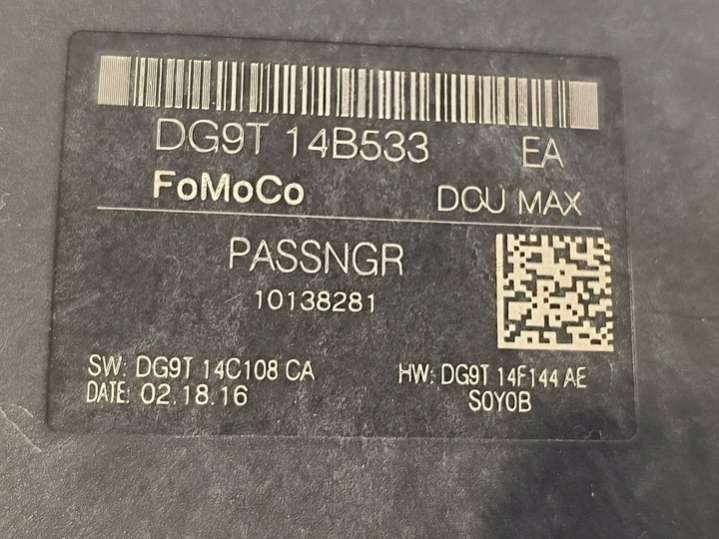 DG9T 14B533 EA
FoMoCo DCU MAX
PASSNGR
10138281
SW: DG9T 14C108 CA HW: DG9T 14F144 AE
DATE: 02.18.16 S0Y0B